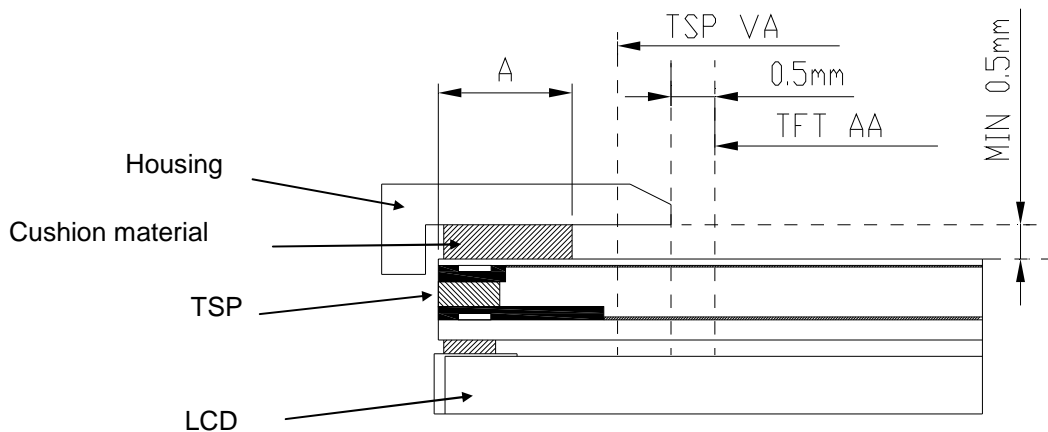 TSP VA
A
0.5mm
MIN 0.5mm
TFT AA
Housing
Cushion material
TSP
LCD